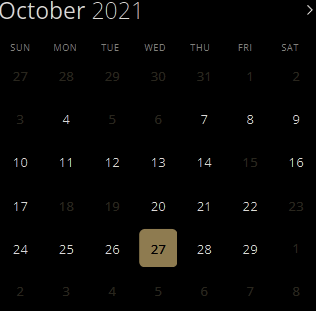 October 2021
SUN MON TUE WED THU FRI SAT
27 28 29 30 31 1 2
3 4 5 6 7 8 9
10 11 12 13 14 15 16
17 18 19 20 21 22 23
24 25 26 27 28 29 1
2 3 4 5 6 7 8